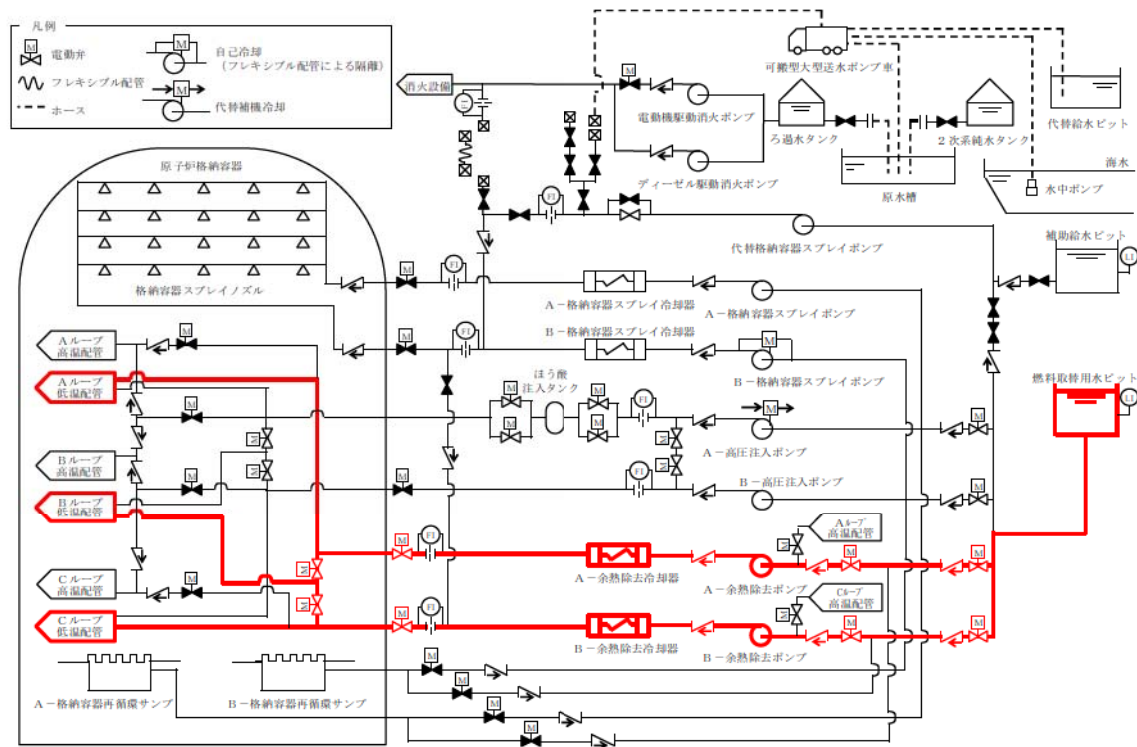 凡例
M
電動弁
フレキシブル配管
ホース
M
自己冷却
(フレキシブル配管による隔離)
M
代替補機冷却
消火設備
FI
M
電動機駆動消火ポンプ
ディーゼル駆動消火ポンプ
可搬型大型送水ポンプ車
ろ過水タンク
2次系純水タンク
原水槽
代替給水ピット
海水
水中ポンプ
原子炉格納容器
格納容器スプレイノズル
FI
代替格納容器スプレイポンプ
補助給水ピット
LI
M
FI
A-格納容器スプレイ冷却器
A-格納容器スプレイポンプ
B-格納容器スプレイ冷却器
M
FI
M
B-格納容器スプレイポンプ
Aループ
高温配管
M
Aループ
低温配管
燃料取替用水ピット
LI
ほう酸
注入タンク
M
M
M
M
M
FI
M
A-高圧注入ポンプ
M
M
M
M
M
Bループ
高温配管
Bループ
低温配管
M
M
FI
B-高圧注入ポンプ
M
Aループ
高温配管
M
M
M
FI
A-余熱除去冷却器
A-余熱除去ポンプ
M
M
M
Cループ
高温配管
M
Cループ
高温配管
M
Cループ
低温配管
M
M
FI
B-余熱除去冷却器
B-余熱除去ポンプ
M
M
M
M
M
M
A-格納容器再循環サンプ
B-格納容器再循環サンプ